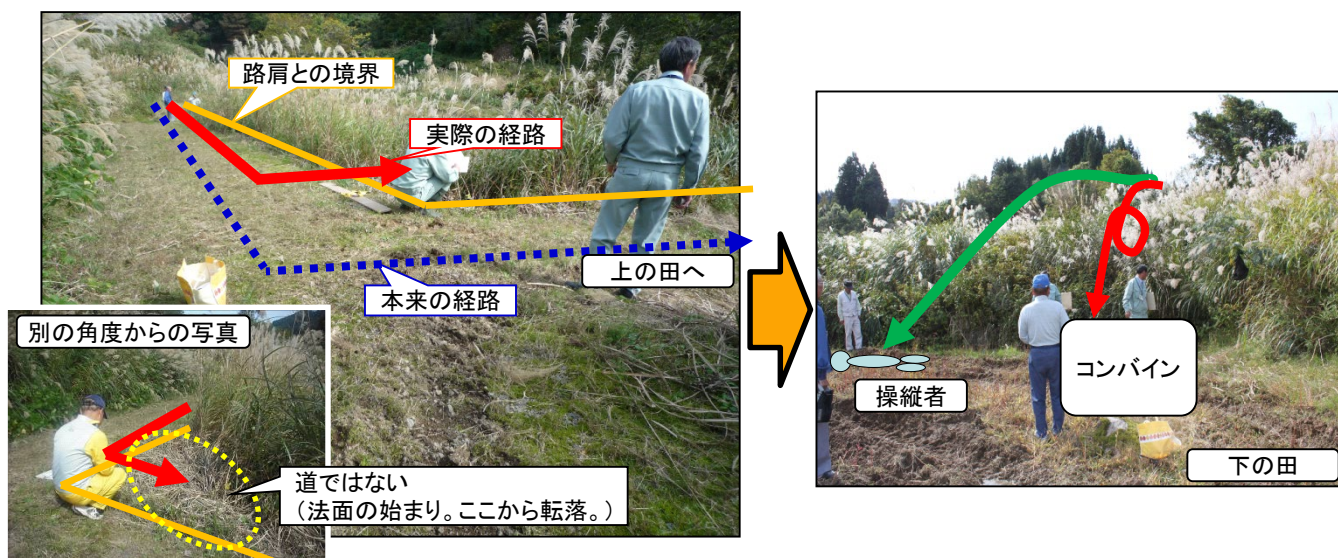 路肩との境界
実際の経路
上の田へ
本来の経路
別の角度からの写真
道ではない
（法面の始まり。ここから転落。）
コンバイン
操縦者
下の田